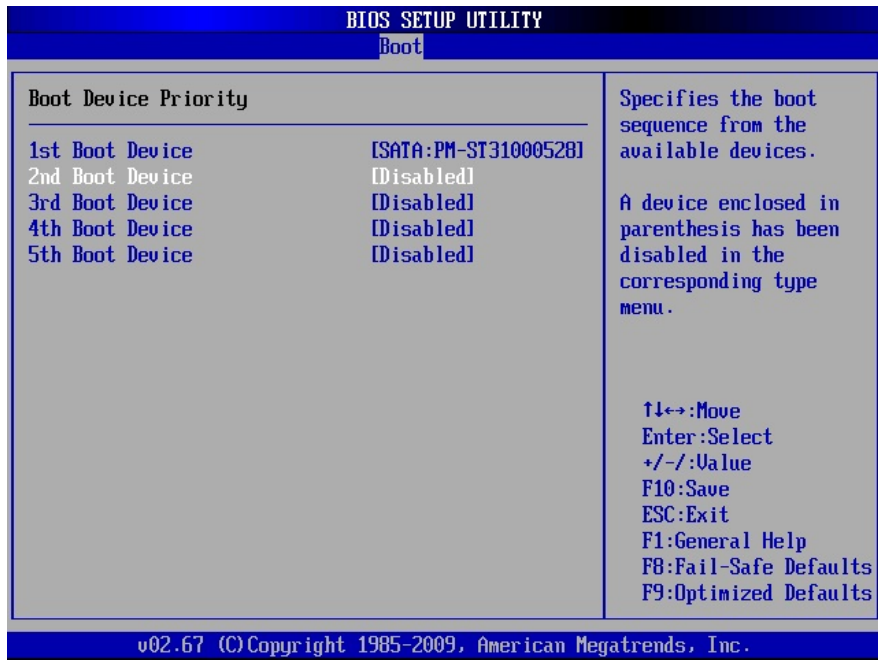 BIOS SETUP UTILITY
Boot
Boot Device Priority
1st Boot Device [SATA:PM-ST31000528]
2nd Boot Device [Disabled]
3rd Boot Device [Disabled]
4th Boot Device [Disabled]
5th Boot Device [Disabled]
Specifies the boot
sequence from the
available devices.
A device enclosed in
parenthesis has been
disabled in the
corresponding type
menu.
↑↓←→:Move
Enter:Select
+/-/:Value
F10:Save
ESC:Exit
F1:General Help
F8:Fail-Safe Defaults
F9:Optimized Defaults
v02.67 (C)Copyright 1985-2009, American Megatrends, Inc.